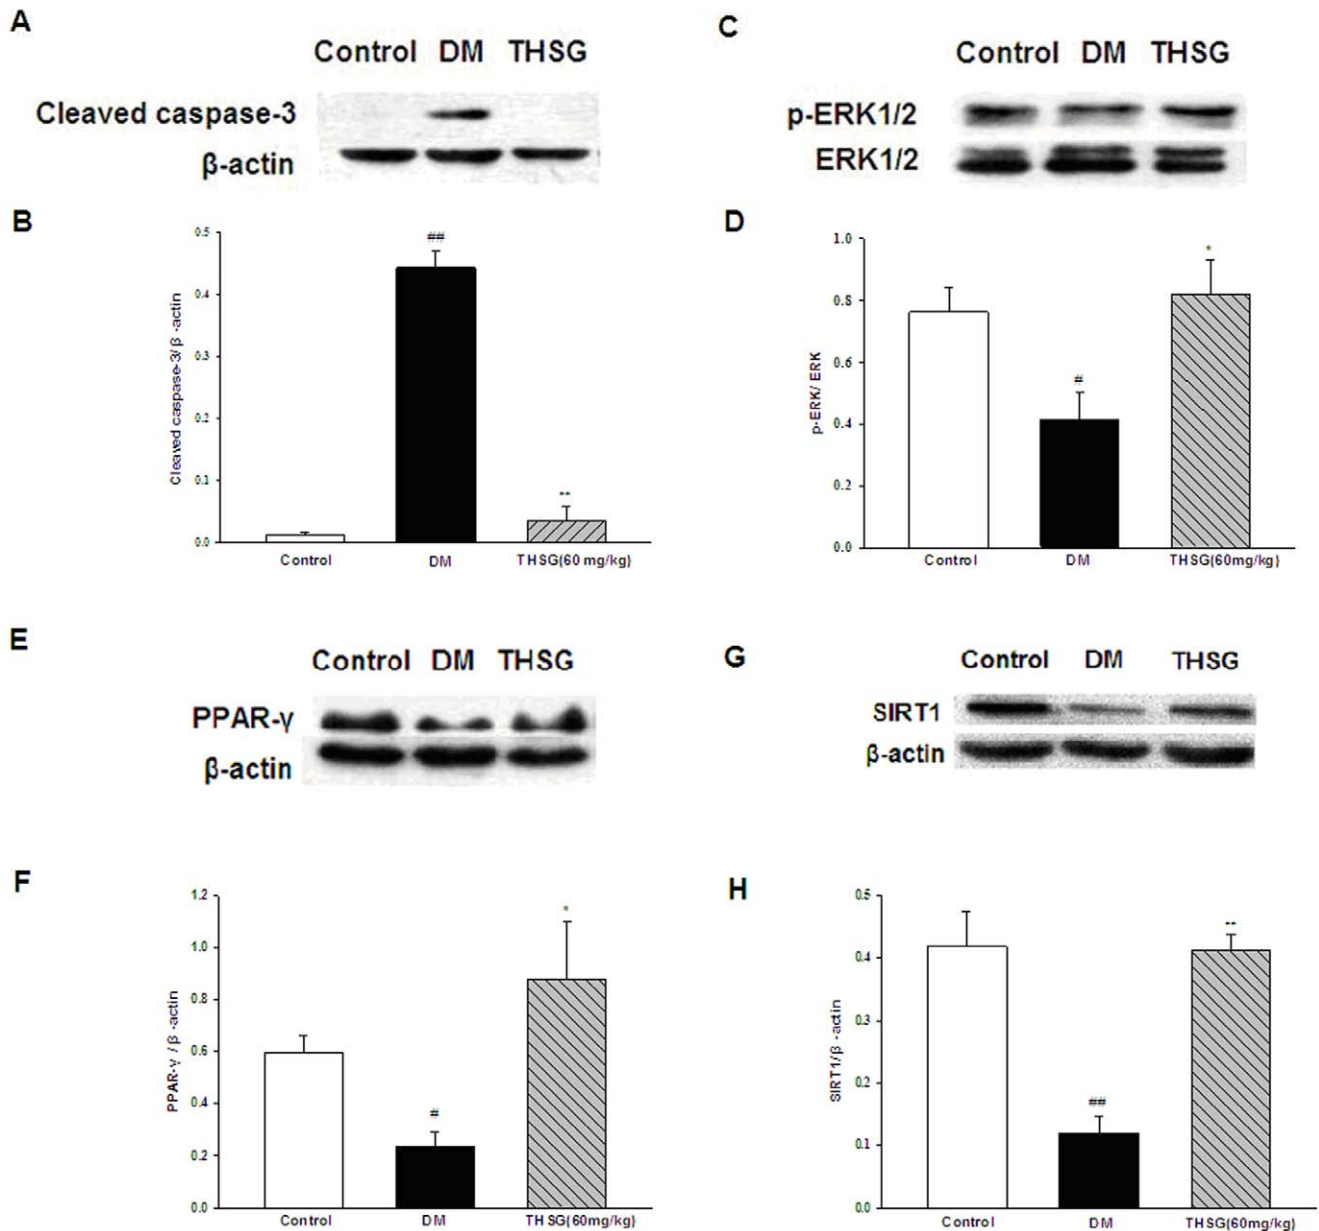 A
Control DM THSG
Cleaved caspase-3
β-actin
B
0.5
0.4
0.3
0.2
0.1
0.0
Cleaved caspase-3/β-actin
##
**
Control DM THSG(60 mg/kg)
C
Control DM THSG
p-ERK1/2
ERK1/2
D
1.0
0.8
0.6
0.4
0.2
0.0
p-ERK/ ERK
#
*
Control DM THSG(60mg/kg)
E
Control DM THSG
PPAR-γ
β-actin
F
1.2
1.0
0.8
0.6
0.4
0.2
0.0
PPAR-γ/β-actin
#
*
Control DM THSG(60mg/kg)
G
Control DM THSG
SIRT1
β-actin
H
0.5
0.4
0.3
0.2
0.1
0.0
SIRT1/β-actin
##
**
Control DM THSG(60mg/kg)